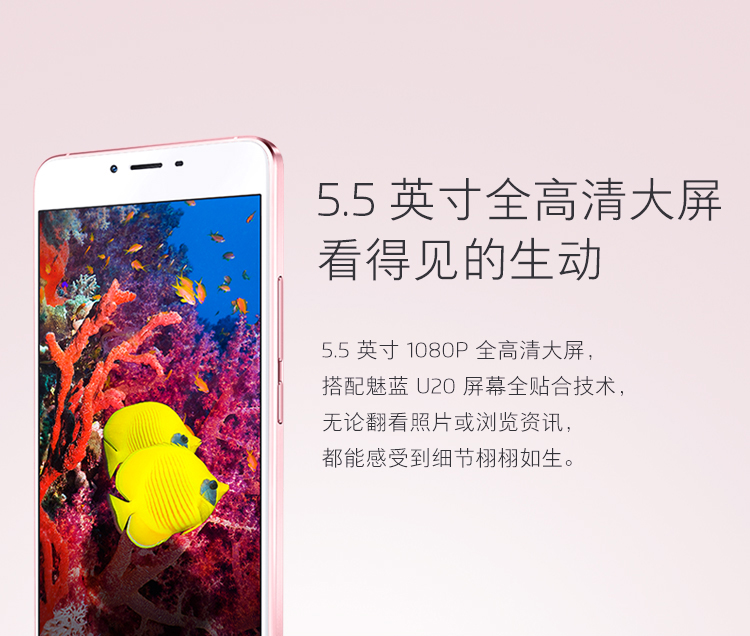 5.5 英寸全高清大屏
看得见的生动
5.5 英寸 1080P 全高清大屏，
搭配魅蓝 U20 屏幕全贴合技术，
无论翻看照片或浏览资讯，
都能感受到细节栩栩如生。